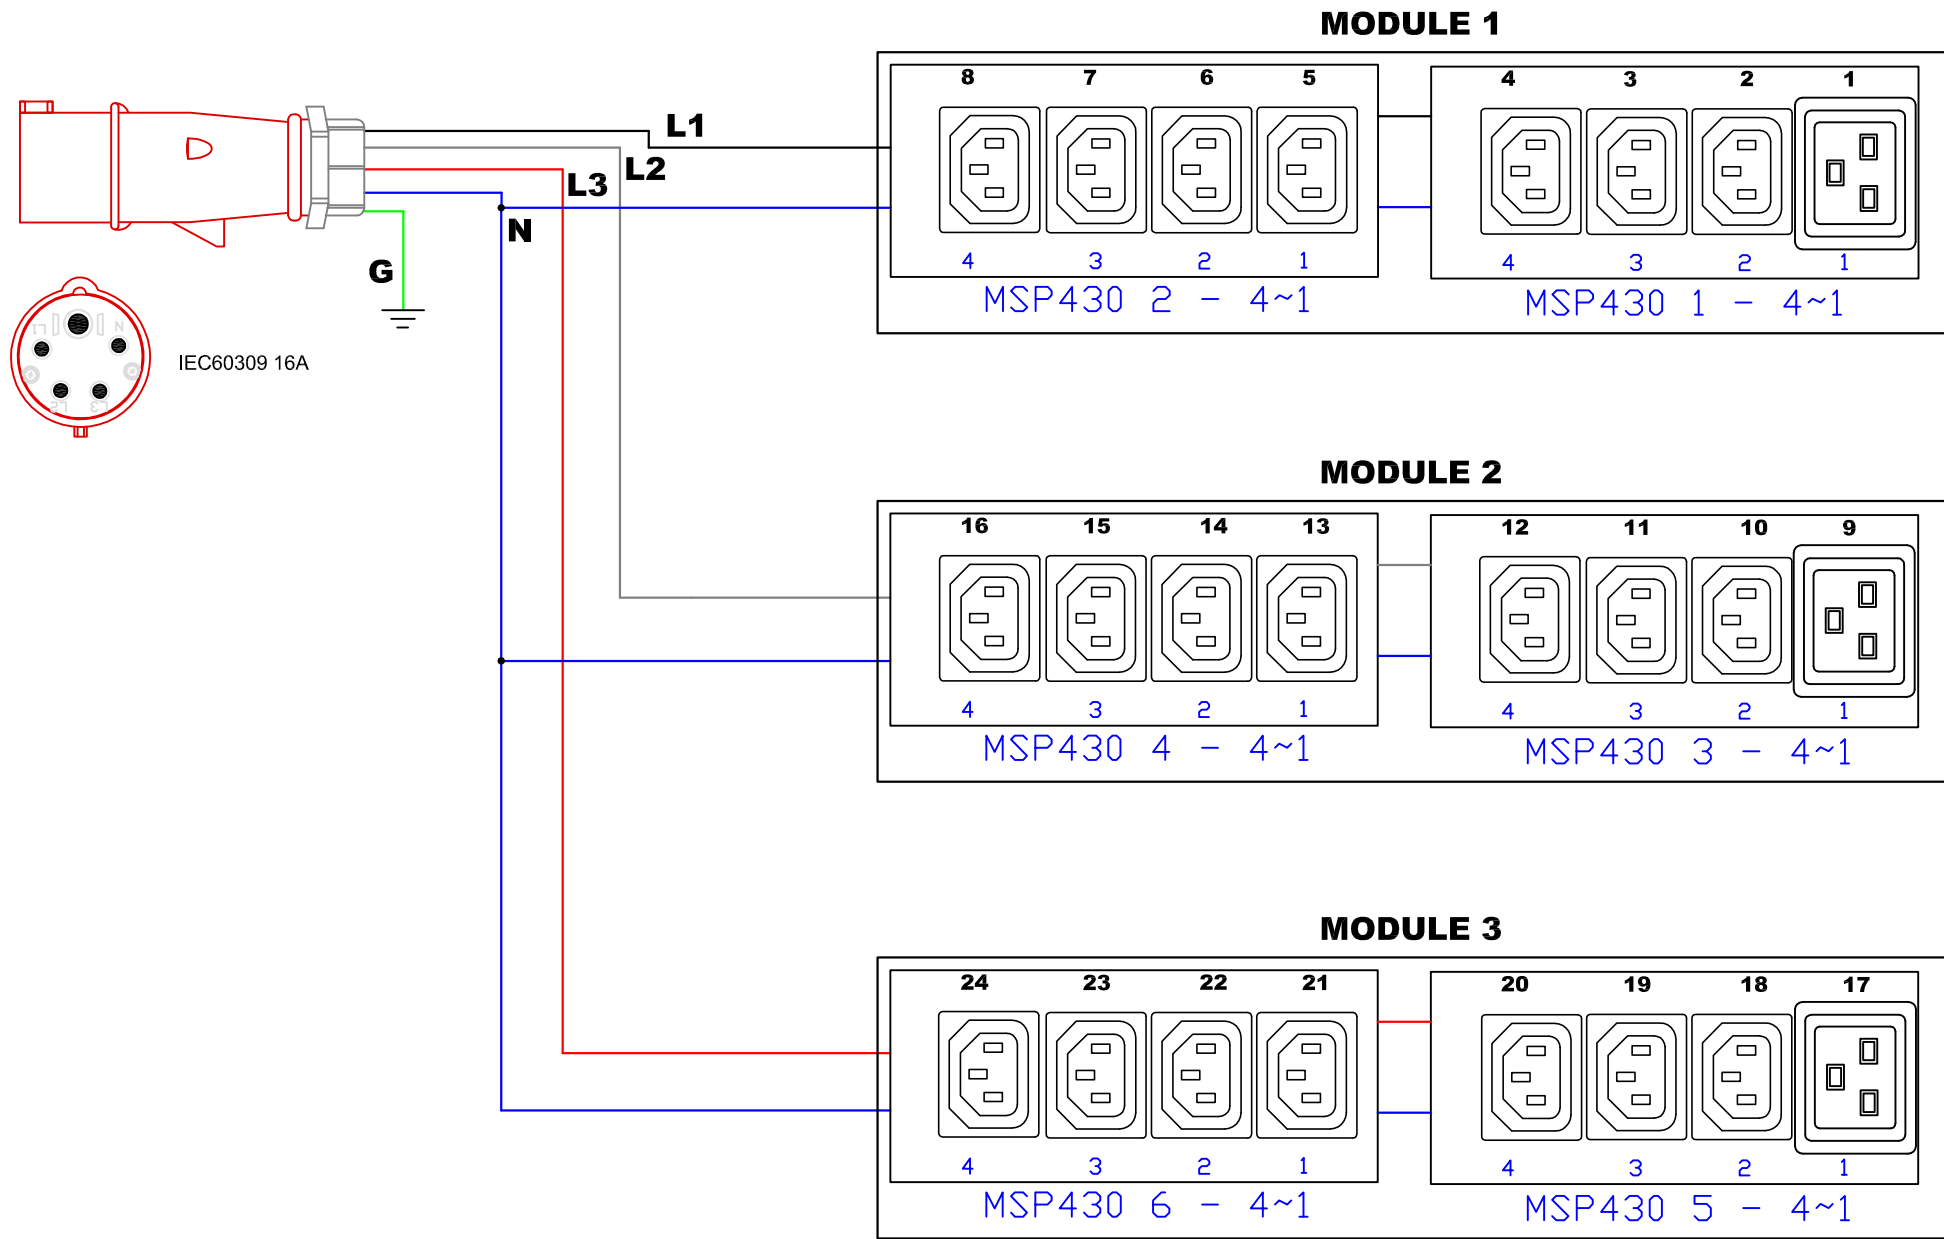 MODULE 1
8 7 6 5 4 3 2 1
L1
L2
L3
N
G
4 3 2 1 4 3 2 1
MSP430 2 - 4~1 MSP430 1 - 4~1
L1 N
L2 L3
IEC60309 16A
MODULE 2
16 15 14 13 12 11 10 9
4 3 2 1 4 3 2 1
MSP430 4 - 4~1 MSP430 3 - 4~1
MODULE 3
24 23 22 21 20 19 18 17
4 3 2 1 4 3 2 1
MSP430 6 - 4~1 MSP430 5 - 4~1